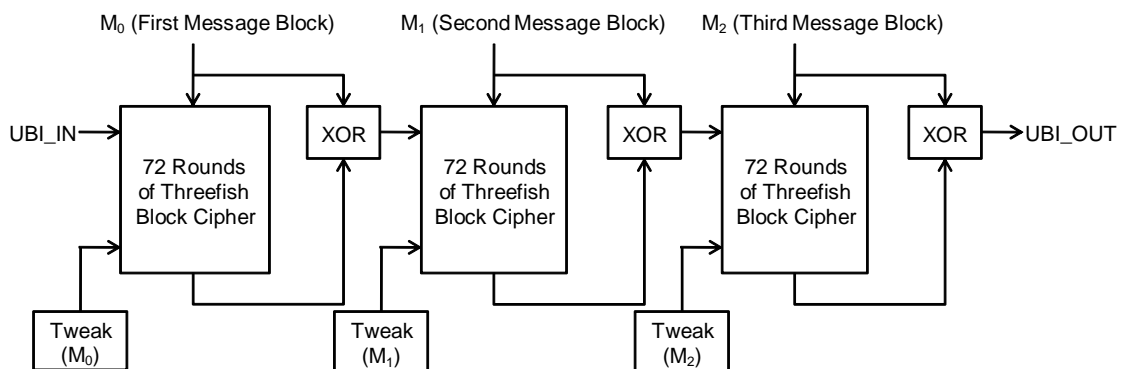 M₀ (First Message Block)
M₁ (Second Message Block)
M₂ (Third Message Block)
UBI_IN
72 Rounds
of Threefish
Block Cipher
XOR
72 Rounds
of Threefish
Block Cipher
XOR
72 Rounds
of Threefish
Block Cipher
XOR
UBI_OUT
Tweak
(M₀)
Tweak
(M₁)
Tweak
(M₂)